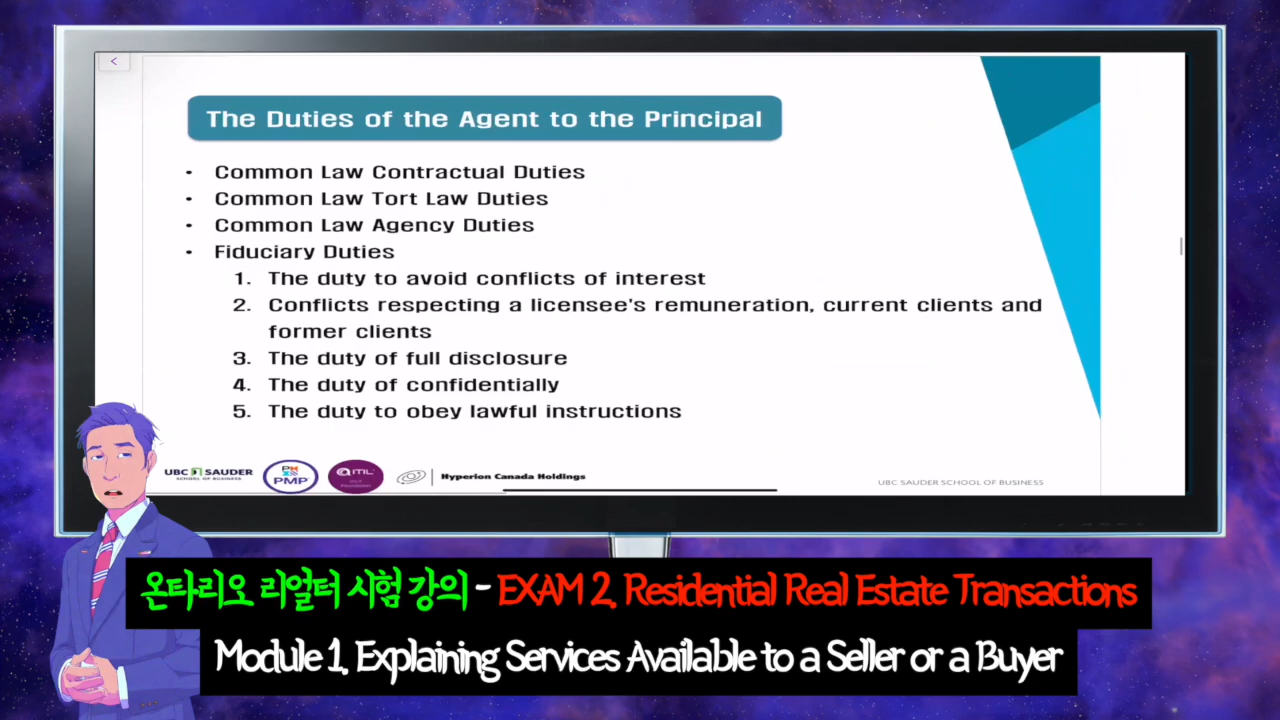 The Duties of the Agent to the Principal
• Common Law Contractual Duties
• Common Law Tort Law Duties
• Common Law Agency Duties
• Fiduciary Duties
1. The duty to avoid conflicts of interest
2. Conflicts respecting a licensee's remuneration, current clients and
former clients
3. The duty of full disclosure
4. The duty of confidentially
5. The duty to obey lawful instructions
UBC SAUDER
SCHOOL OF BUSINESS
PMP
ITIL
Hyperion Canada Holdings
UBC SAUDER SCHOOL OF BUSINESS
온타리오 리얼터 시험 강의 - EXAM 2. Residential Real Estate Transactions
Module 1. Explaining Services Available to a Seller or a Buyer